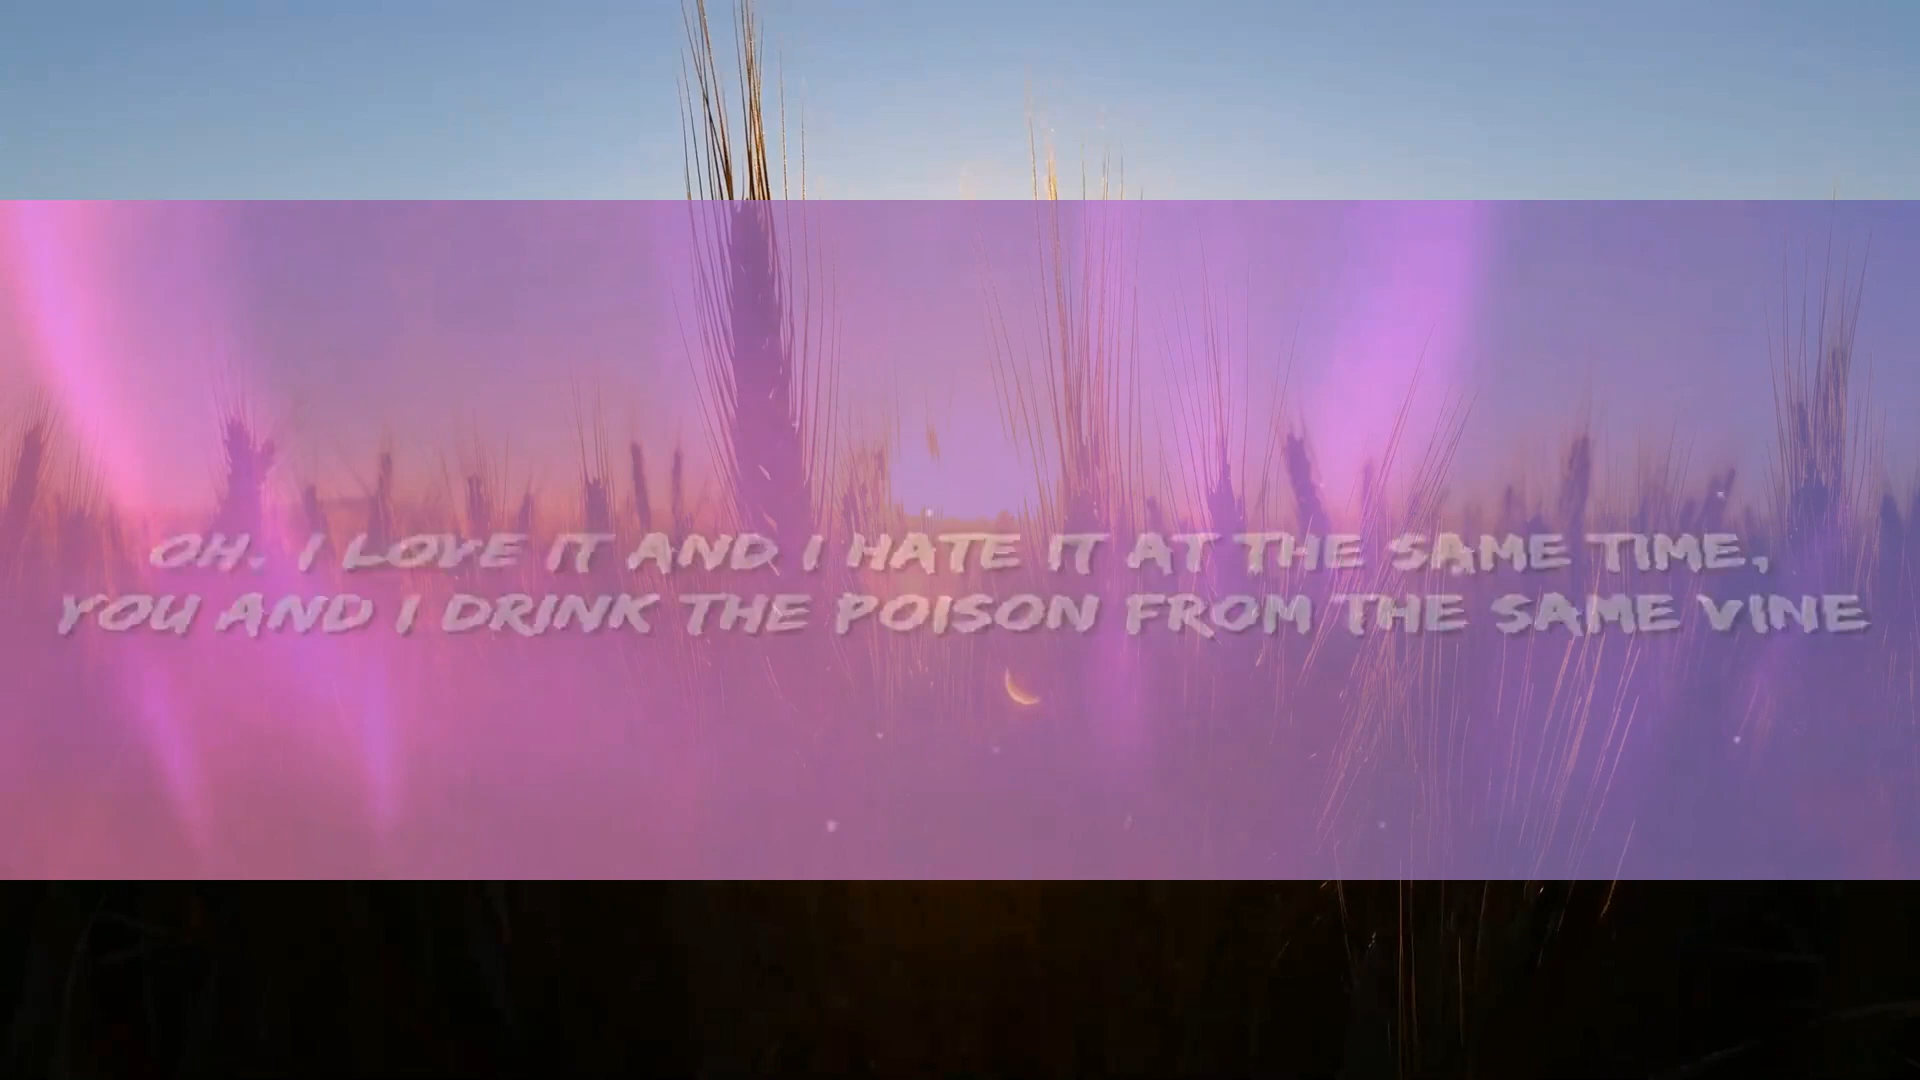 OH. I LOVE IT AND I HATE IT AT THE SAME TIME,
YOU AND I DRINK THE POISON FROM THE SAME VINE